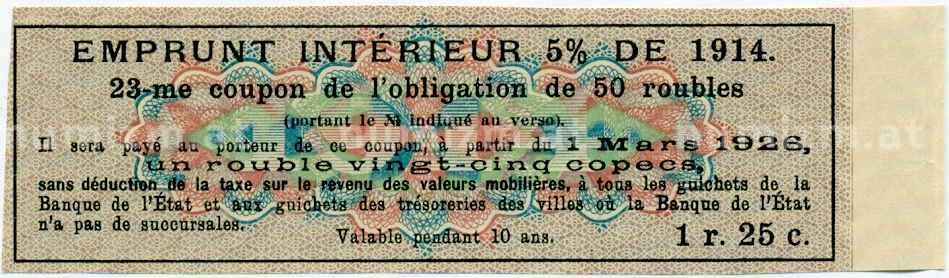 EMPRUNT INTÉRIEUR 5% DE 1914.
23-me coupon de l'obligation de 50 roubles
(portant le № indiqué au verso).
Il sera payé au porteur de ce coupon, à partir du 1 Mars 1926,
un rouble vingt-cinq copecs,
sans déduction de la taxe sur le revenu des valeurs mobilières, à tous les guichets de la
Banque de l'État et aux guichets des trésoreries des villes où la Banque de l'État
n'a pas de succursales.
Valable pendant 10 ans.
1 r. 25 c.